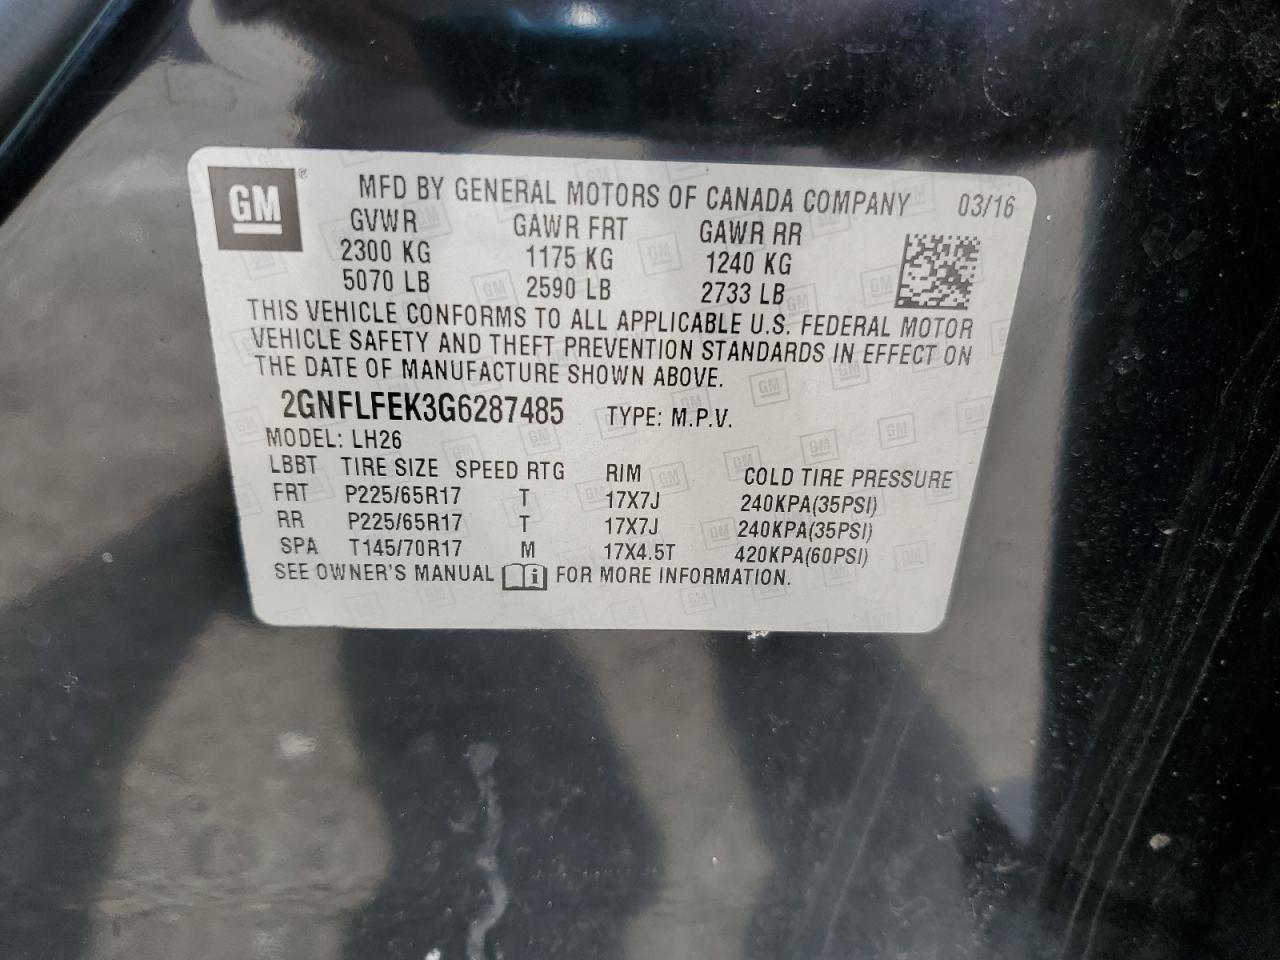 GM®
MFD BY GENERAL MOTORS OF CANADA COMPANY 03/16
GVWR GAWR FRT GAWR RR
2300 KG 1175 KG 1240 KG
5070 LB 2590 LB 2733 LB
THIS VEHICLE CONFORMS TO ALL APPLICABLE U.S. FEDERAL MOTOR
VEHICLE SAFETY AND THEFT PREVENTION STANDARDS IN EFFECT ON
THE DATE OF MANUFACTURE SHOWN ABOVE.
2GNFLFEK3G6287485 TYPE: M.P.V.
MODEL: LH26
LBBT TIRE SIZE SPEED RTG RIM COLD TIRE PRESSURE
FRT P225/65R17 T 17X7J 240KPA(35PSI)
RR P225/65R17 T 17X7J 240KPA(35PSI)
SPA T145/70R17 M 17X4.5T 420KPA(60PSI)
SEE OWNER'S MANUAL i FOR MORE INFORMATION.